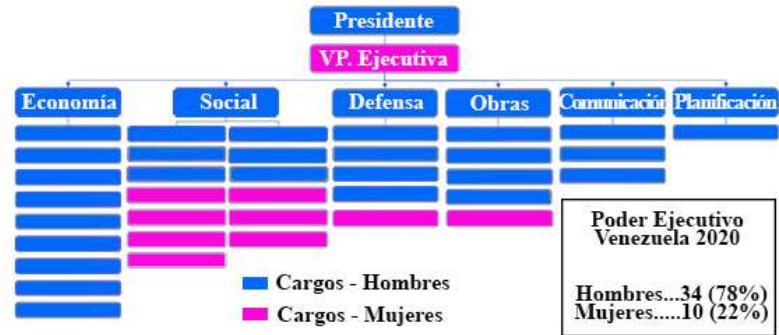 Presidente
VP. Ejecutiva
Economía
Social
Defensa
Obras
Comunicación
Planificación
Cargos - Hombres
Cargos - Mujeres
Poder Ejecutivo
Venezuela 2020
Hombres...34 (78%)
Mujeres.....10 (22%)